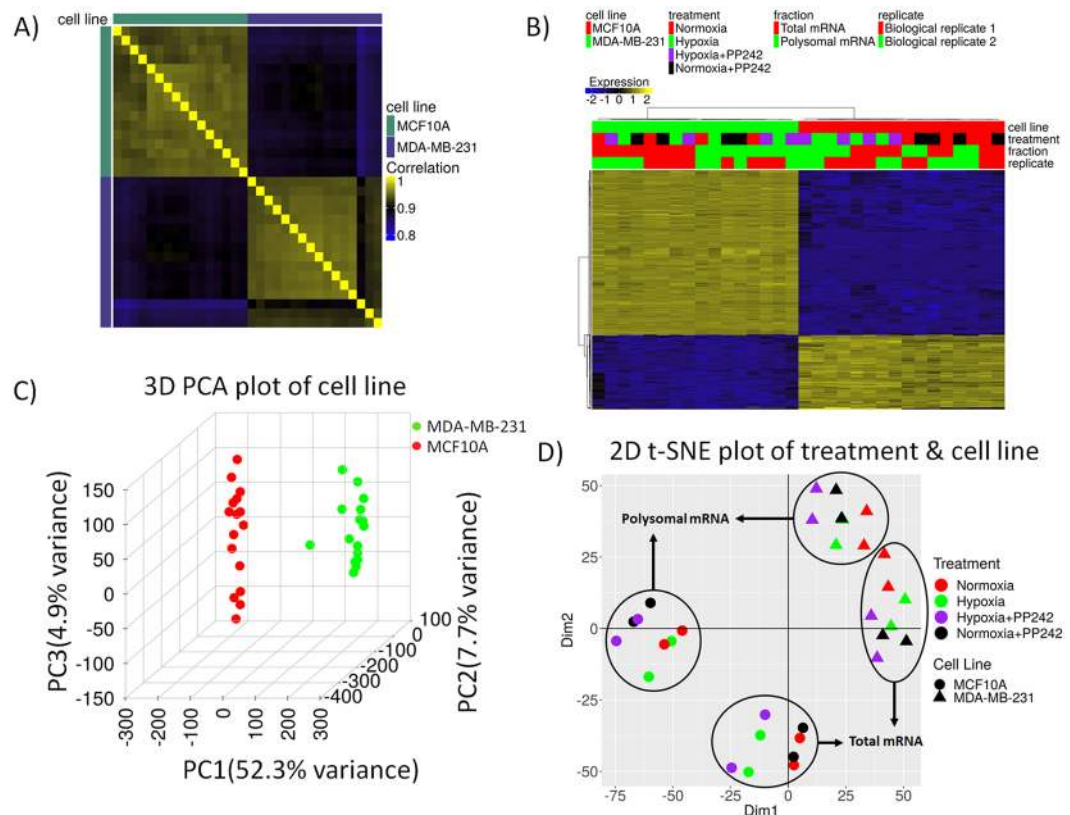 A)
cell line
cell line
MCF10A
MDA-MB-231
Correlation
1
0.9
0.8
B)
cell line
MCF10A
MDA-MB-231
treatment
Normoxia
Hypoxia
Hypoxia+PP242
Normoxia+PP242
fraction
Total mRNA
Polysomal mRNA
replicate
Biological replicate 1
Biological replicate 2
Expression
-2 -1 0 1 2
cell line
treatment
fraction
replicate
C)
3D PCA plot of cell line
MDA-MB-231
MCF10A
PC3(4.9% variance)
150
100
50
0
-50
-100
-150
-300
-200
-100
0
100
200
300
PC1(52.3% variance)
100
0
-100
-200
-300
-400
PC2(7.7% variance)
D)
2D t-SNE plot of treatment & cell line
Polysomal mRNA
Total mRNA
Dim2
50
25
0
-25
-50
-75
-50
-25
0
25
50
Dim1
Treatment
Normoxia
Hypoxia
Hypoxia+PP242
Normoxia+PP242
Cell Line
MCF10A
MDA-MB-231